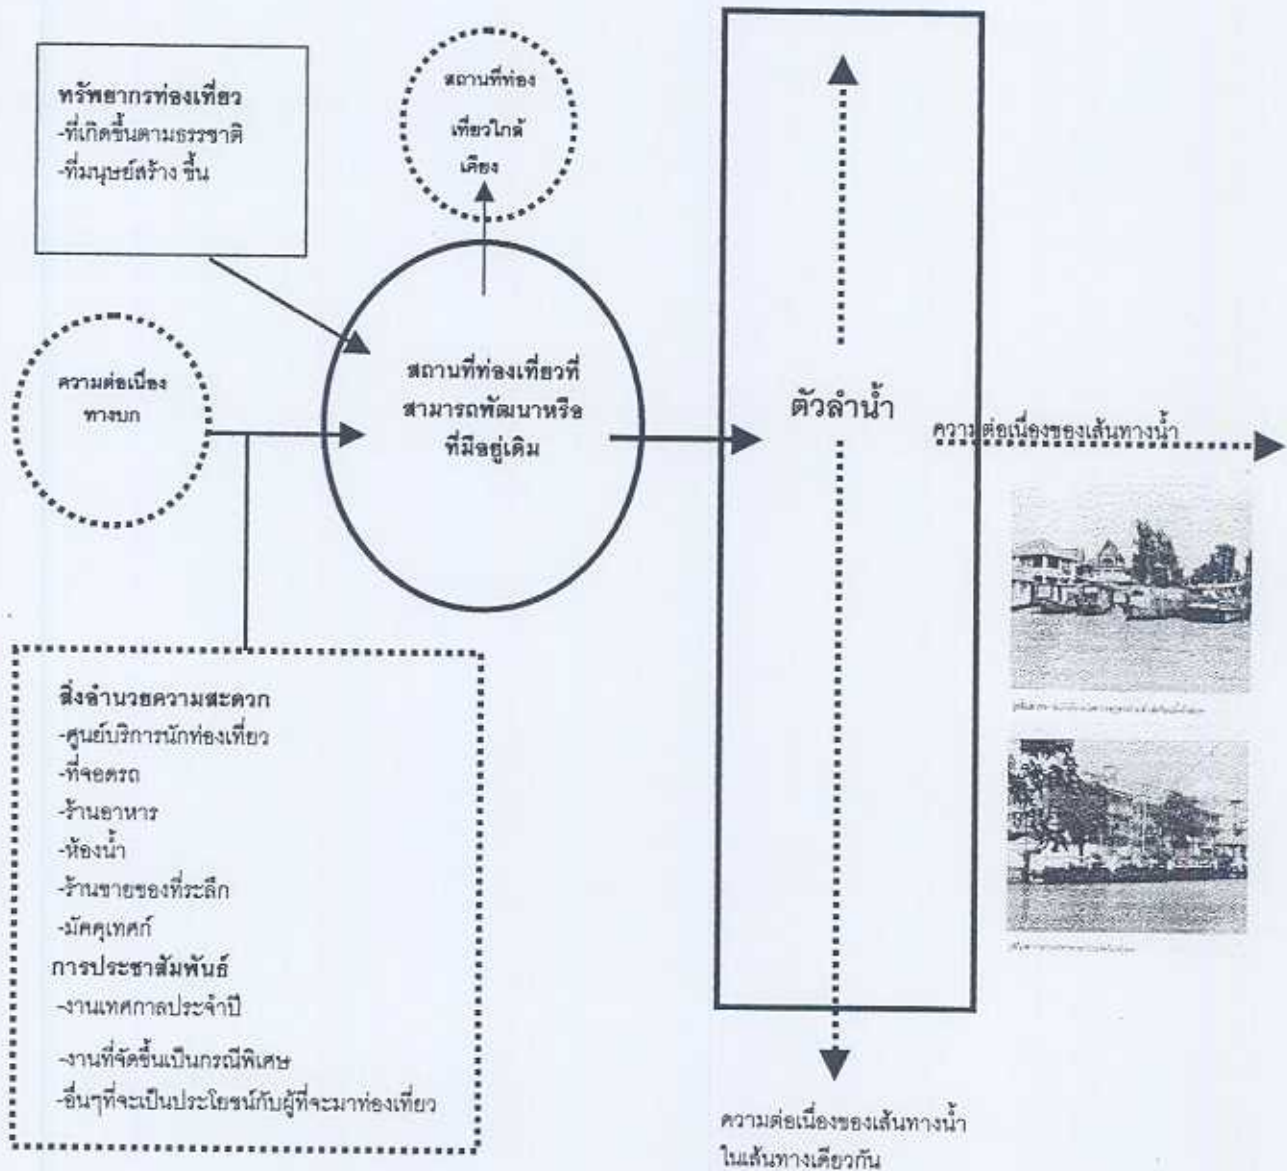 ทรัพยากรท่องเที่ยว
-ที่เกิดขึ้นตามธรรชาติ
-ที่มนุษย์สร้าง ขึ้น
สถานที่ท่อง
เที่ยวใกล้
เคียง
ความต่อเนื่อง
ทางบก
สถานที่ท่องเที่ยวที่
สามารถพัฒนาหรือ
ที่มีอยู่เดิม
ตัวลำน้ำ
ความต่อเนื่องของเส้นทางน้ำ
สิ่งอำนวยความสะดวก
-ศูนย์บริการนักท่องเที่ยว
-ที่จอดรถ
-ร้านอาหาร
-ห้องน้ำ
-ร้านขายของที่ระลึก
-มัคคุเทศก์
การประชาสัมพันธ์
-งานเทศกาลประจำปี
-งานที่จัดขึ้นเป็นกรณีพิเศษ
-อื่นๆที่จะเป็นประโยชน์กับผู้ที่จะมาท่องเที่ยว
ความต่อเนื่องของเส้นทางน้ำ
ในเส้นทางเดียวกัน